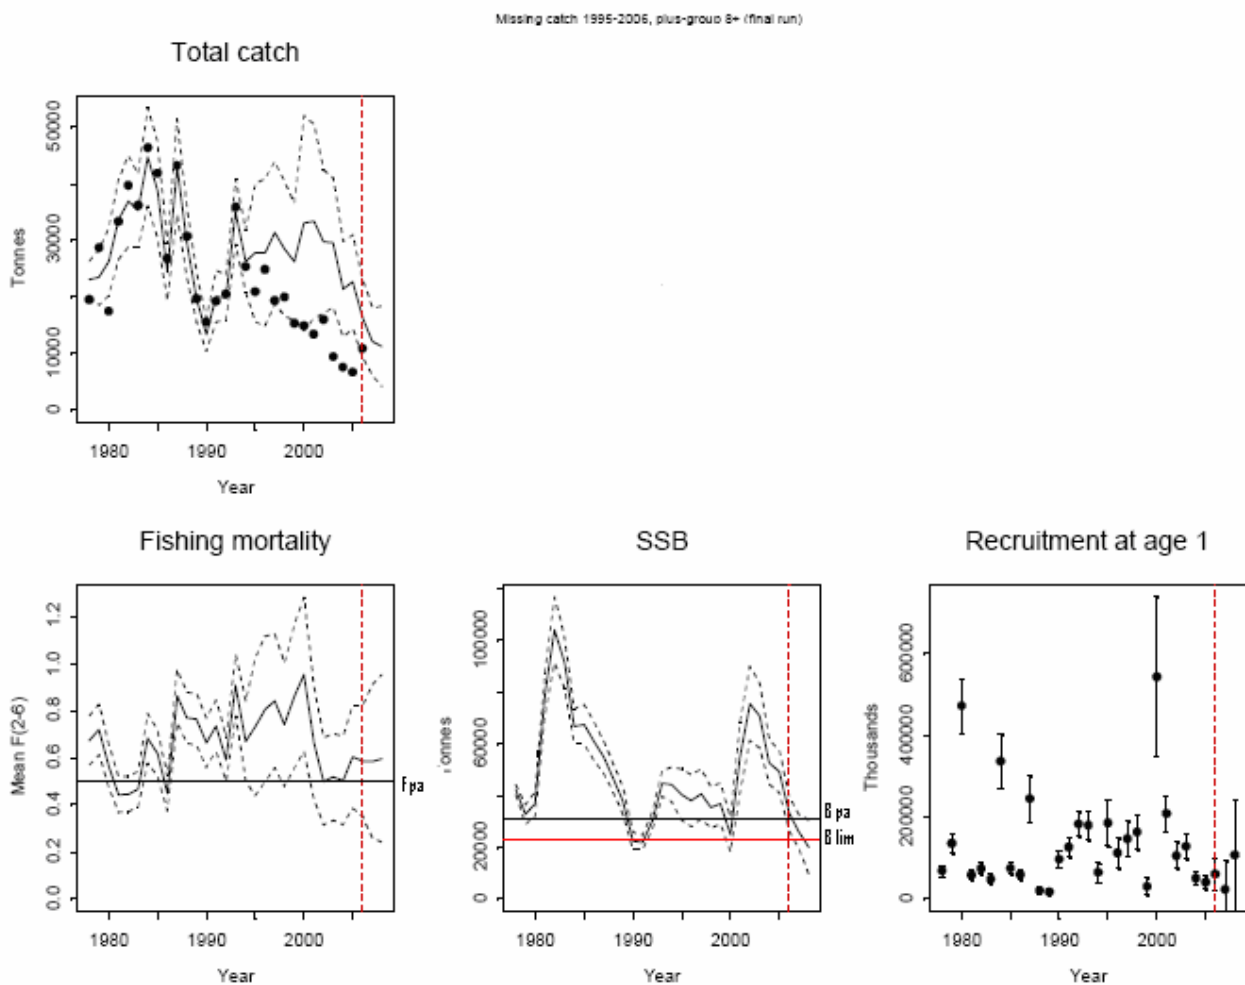 Missing catch 1995-2006, plus-group 8+ (final run)
Total catch
Tonnes
50000
30000
10000
0
1980
1990
2000
Year
Fishing mortality
Mean F(2-6)
1.2
1.0
0.8
0.6
0.4
0.2
0.0
F pa
1980
1990
2000
Year
SSB
Tonnes
100000
60000
20000
0
B pa
B lim
1980
1990
2000
Year
Recruitment at age 1
Thousands
600000
400000
200000
0
1980
1990
2000
Year